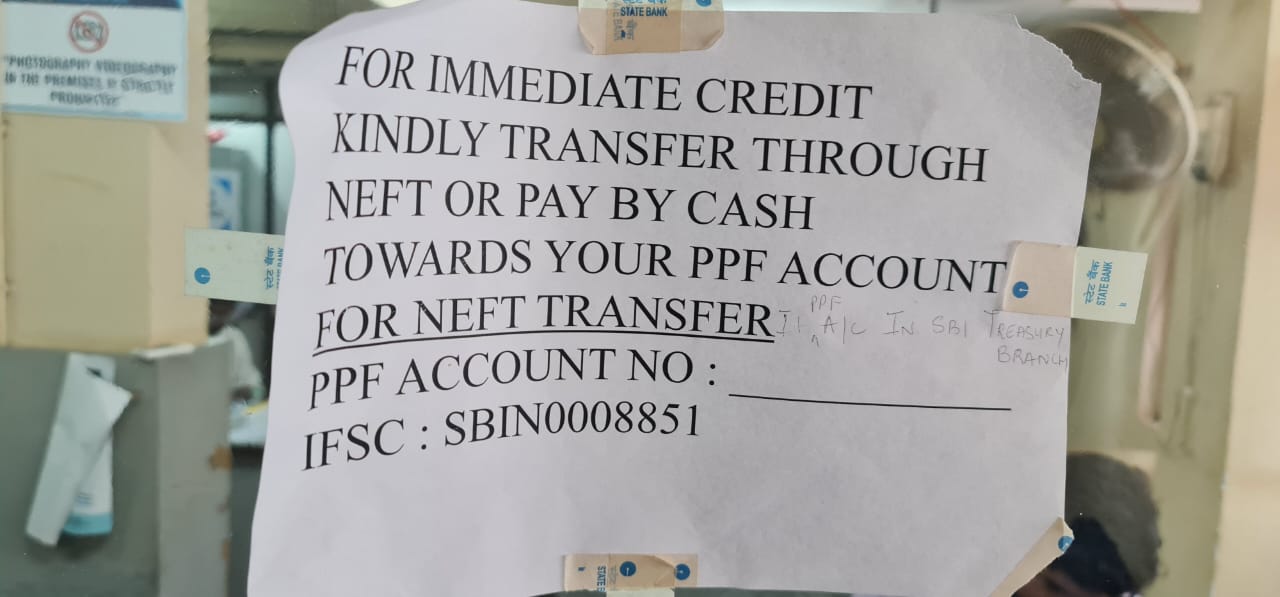 "PHOTOGRAPHY VIDEOGRAPHY
IN THE PREMISES IS STRICTLY
PROHIBITED"
स्टेट बैंक
STATE BANK
FOR IMMEDIATE CREDIT
KINDLY TRANSFER THROUGH
NEFT OR PAY BY CASH
TOWARDS YOUR PPF ACCOUNT
FOR NEFT TRANSFER If PPF A/C IN SBI TREASURY
BRANCH
PPF ACCOUNT NO :
IFSC : SBIN0008851
स्टेट बैंक
स्टेट बैंक
STATE BANK
STATE B